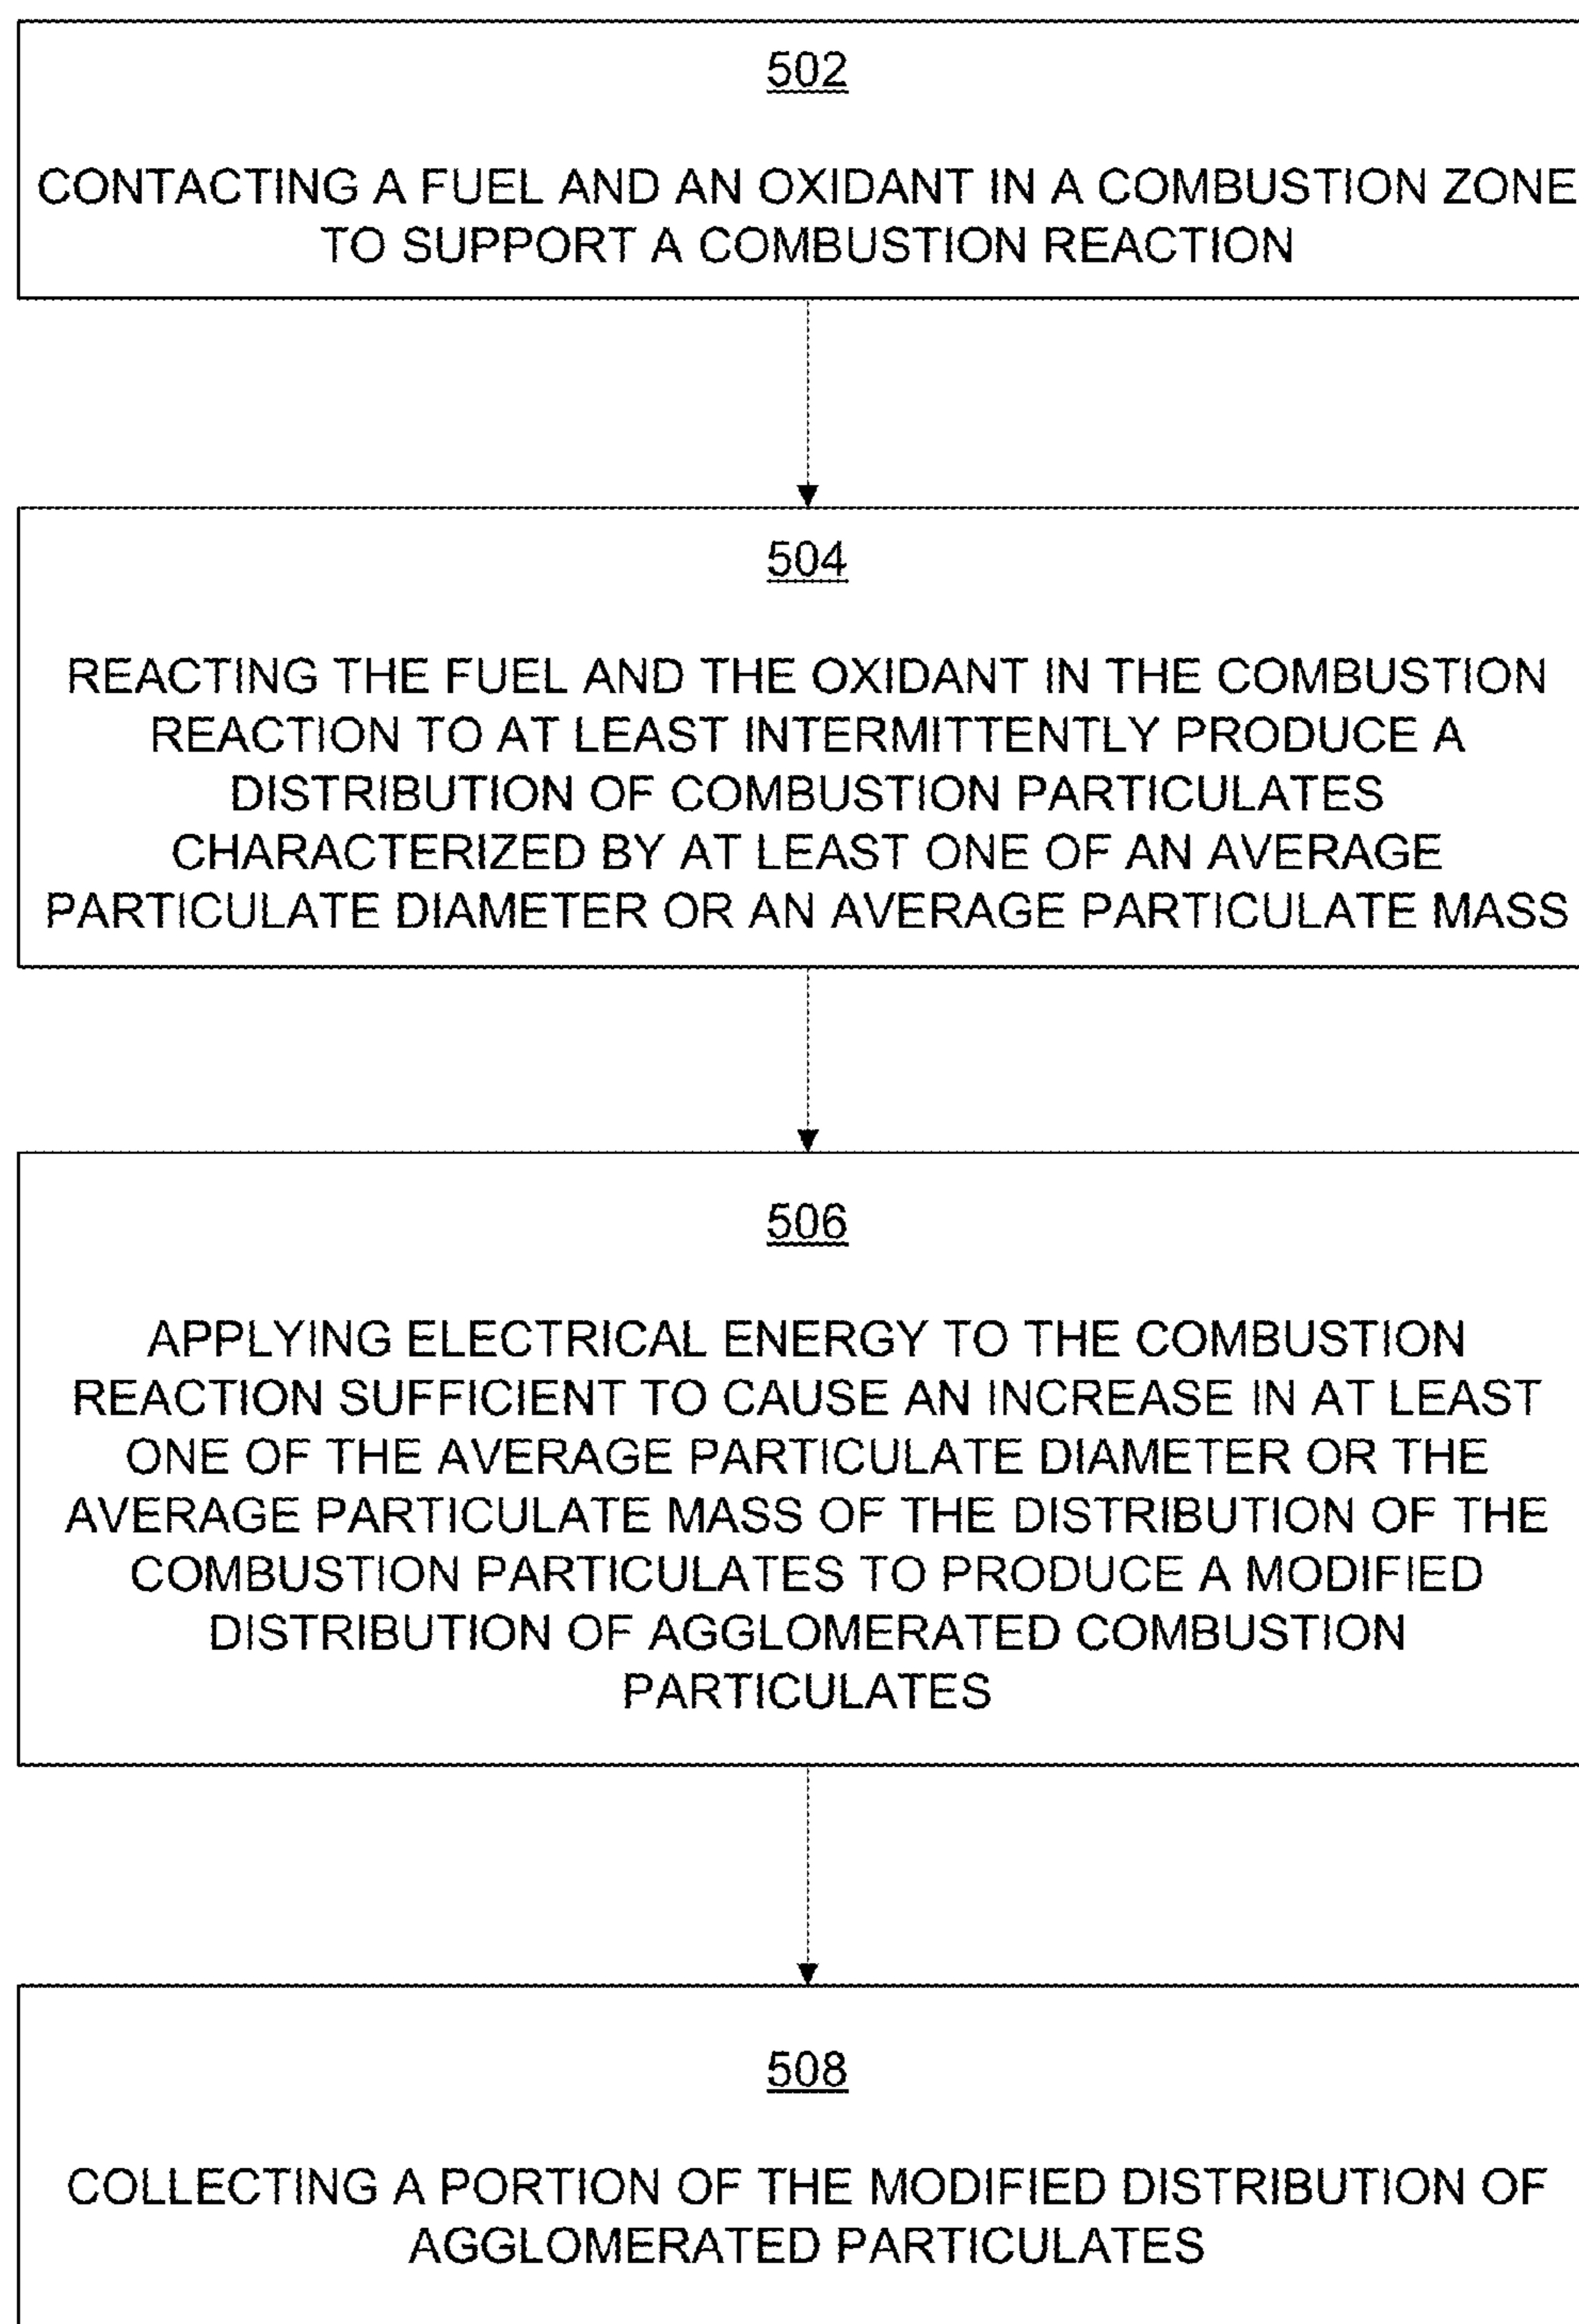 502
CONTACTING A FUEL AND AN OXIDANT IN A COMBUSTION ZONE
TO SUPPORT A COMBUSTION REACTION
504
REACTING THE FUEL AND THE OXIDANT IN THE COMBUSTION
REACTION TO AT LEAST INTERMITTENTLY PRODUCE A
DISTRIBUTION OF COMBUSTION PARTICULATES
CHARACTERIZED BY AT LEAST ONE OF AN AVERAGE
PARTICULATE DIAMETER OR AN AVERAGE PARTICULATE MASS
506
APPLYING ELECTRICAL ENERGY TO THE COMBUSTION
REACTION SUFFICIENT TO CAUSE AN INCREASE IN AT LEAST
ONE OF THE AVERAGE PARTICULATE DIAMETER OR THE
AVERAGE PARTICULATE MASS OF THE DISTRIBUTION OF THE
COMBUSTION PARTICULATES TO PRODUCE A MODIFIED
DISTRIBUTION OF AGGLOMERATED COMBUSTION
PARTICULATES
508
COLLECTING A PORTION OF THE MODIFIED DISTRIBUTION OF
AGGLOMERATED PARTICULATES